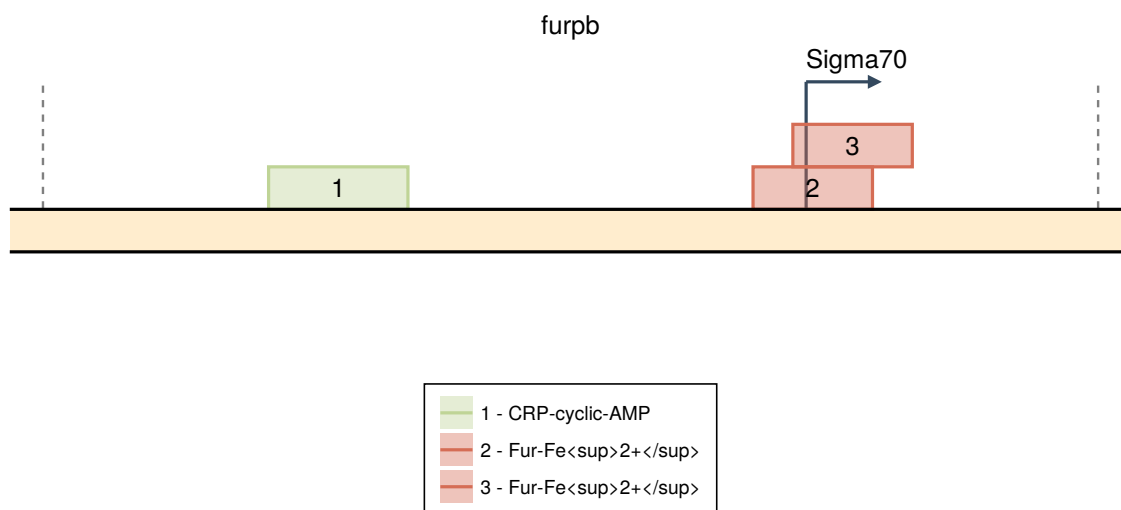 furpb
Sigma70
3
1
2
1 - CRP-cyclic-AMP
2 - Fur-Fe<sup>2+</sup>
3 - Fur-Fe<sup>2+</sup>